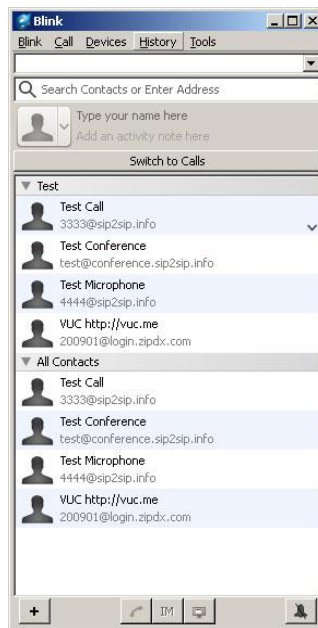 Blink
Blink Call Devices History Tools
Search Contacts or Enter Address
Type your name here
Add an activity note here
Switch to Calls
Test
Test Call
3333@sip2sip.info
Test Conference
test@conference.sip2sip.info
Test Microphone
4444@sip2sip.info
VUC http://vuc.me
200901@login.zipdx.com
All Contacts
Test Call
3333@sip2sip.info
Test Conference
test@conference.sip2sip.info
Test Microphone
4444@sip2sip.info
VUC http://vuc.me
200901@login.zipdx.com
+ IM